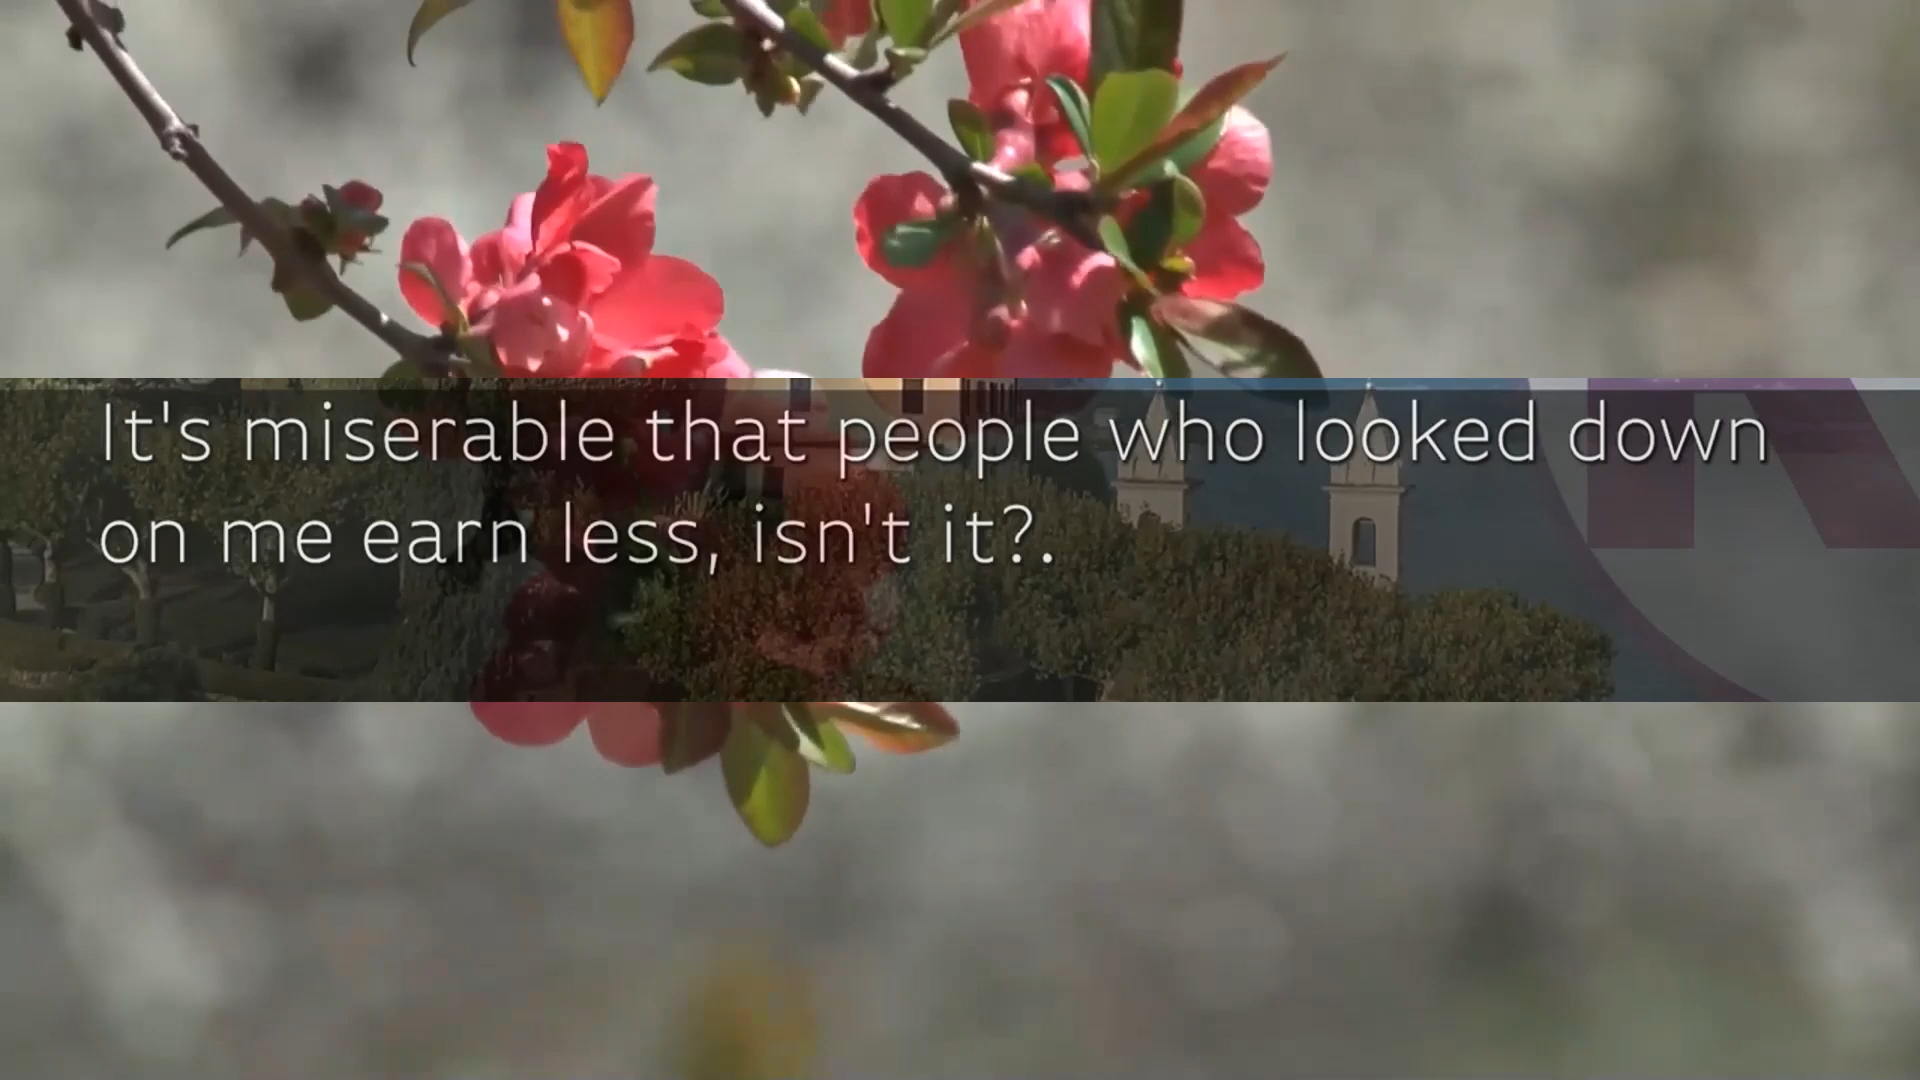 It's miserable that people who looked down
on me earn less, isn't it?.